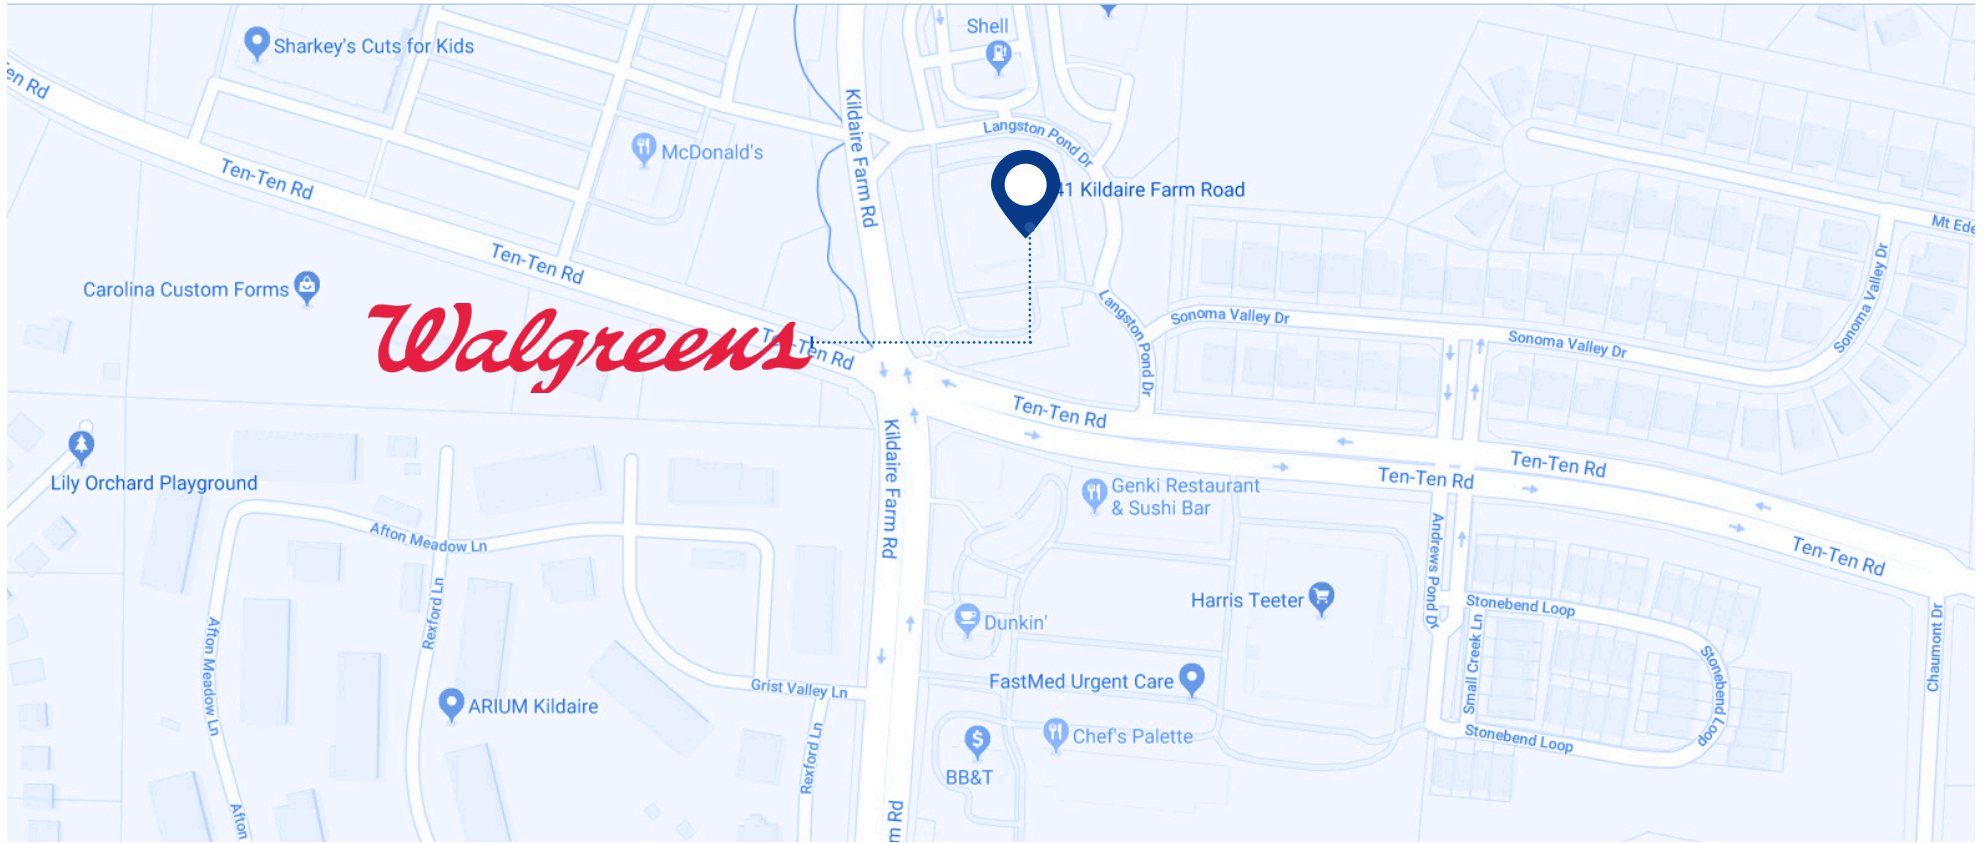 Shell
Sharkey's Cuts for Kids
en Rd
Kildaire Farm Rd
Langston Pond Dr
McDonald's
Ten-Ten Rd
41 Kildaire Farm Road
Mt Ede
Ten-Ten Rd
Sonoma Valley Dr
Carolina Custom Forms
Langston Pond Dr
Sonoma Valley Dr
Walgreens
Ten-Ten Rd
Sonoma Valley Dr
Ten-Ten Rd
Kildaire Farm Rd
Ten-Ten Rd
Ten-Ten Rd
Lily Orchard Playground
Genki Restaurant
& Sushi Bar
Afton Meadow Ln
Andrews Pond Dr
Ten-Ten Rd
Rexford Ln
Harris Teeter
Stonebend Loop
Dunkin'
Small Creek Ln
Chaumont Dr
Afton Meadow Ln
Stonebend Loop
FastMed Urgent Care
Grist Valley Ln
ARIUM Kildaire
Chef's Palette
Stonebend Loop
Rexford Ln
BB&T
Afton
m Rd